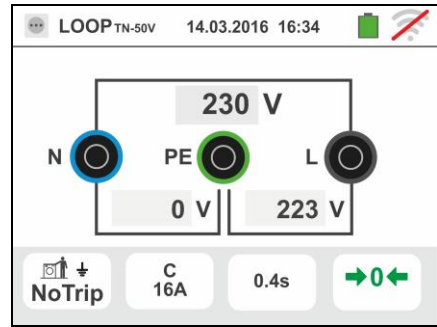 LOOP TN-50V 14.03.2016 16:34
230 V
N PE L
0 V 223 V
NoTrip C 16A 0.4s →0←